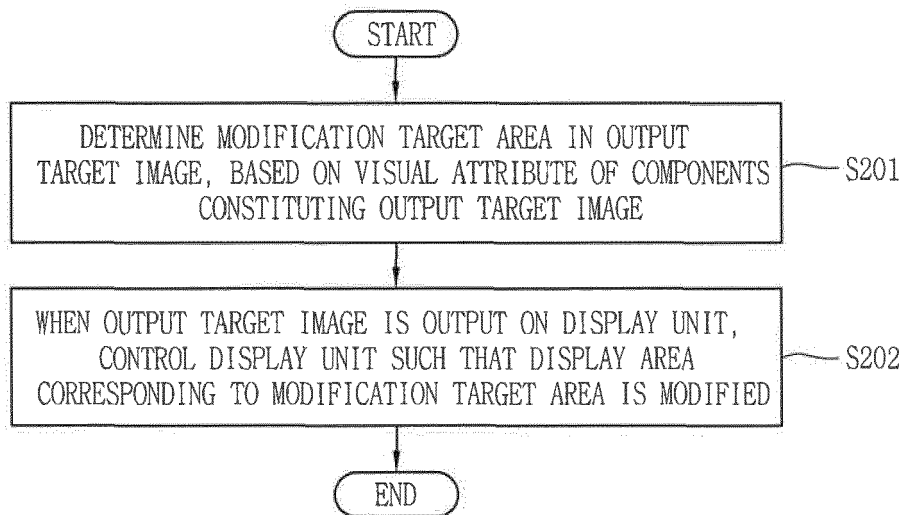 START
DETERMINE MODIFICATION TARGET AREA IN OUTPUT
TARGET IMAGE, BASED ON VISUAL ATTRIBUTE OF COMPONENTS
CONSTITUTING OUTPUT TARGET IMAGE
S201
WHEN OUTPUT TARGET IMAGE IS OUTPUT ON DISPLAY UNIT,
CONTROL DISPLAY UNIT SUCH THAT DISPLAY AREA
CORRESPONDING TO MODIFICATION TARGET AREA IS MODIFIED
S202
END